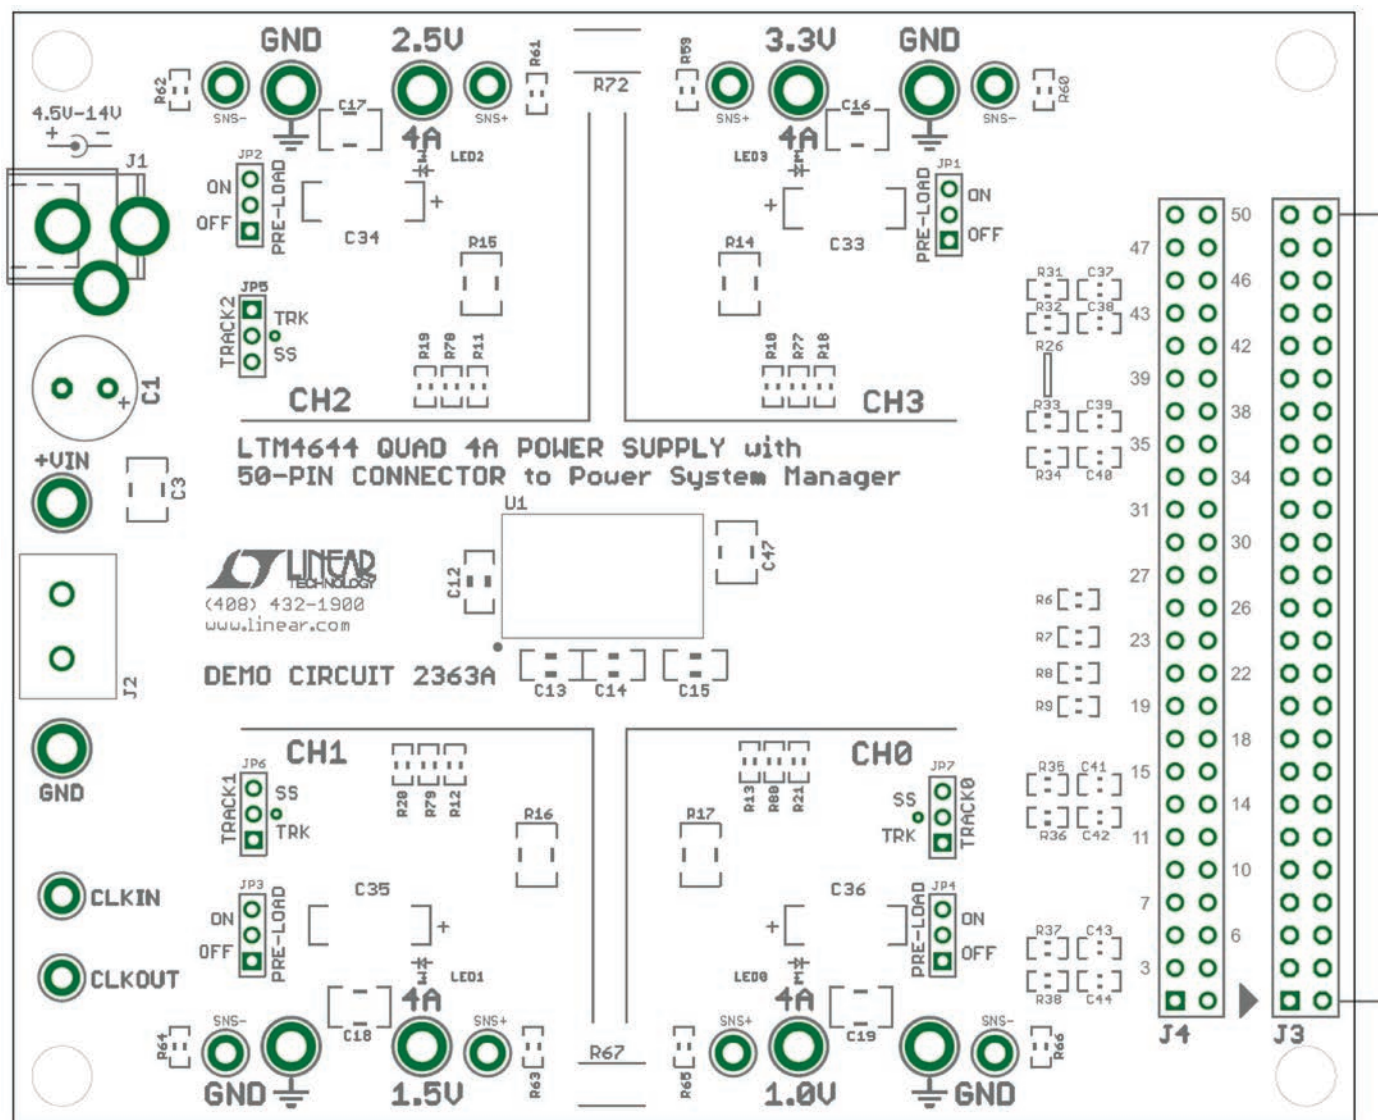 GND 2.5V R61 R59 3.3V GND
R62 R72 R60
SNS- C17 SNS+ SNS+ C16 SNS-
4.5V-14V
+ -
4A 4A
J1
JP2 LED2 LED3 JP1
ON
OFF
PRE-LOAD
+
C34
R15
+
C33
R14
PRE-LOAD
ON
OFF
JP5
TRACK2
TRK
SS
R19 R78 R11
R10 R77 R18
CH2 CH3
C1
+
+VIN
C3
LTM4644 QUAD 4A POWER SUPPLY with
50-PIN CONNECTOR to Power System Manager
U1
C12
C47
LINEAR
TECHNOLOGY
(408) 432-1900
www.linear.com
DEMO CIRCUIT 2363A
C13 C14 C15
J2
GND
CH1 CH0
JP6
TRACK1
SS
TRK
R20 R79 R12
R13 R80 R21
JP7
SS
TRK
TRACK0
R16 R17
CLKIN
CLKOUT
JP3
ON
OFF
PRE-LOAD
C35
+
C36
+
JP4
PRE-LOAD
ON
OFF
LED1 LED0
4A 4A
SNS- C18 SNS+ SNS+ C19 SNS-
R64 R63 R67 R65 R66
GND 1.5V 1.0V GND
R31 C37
R32 C38
R26
R33 C39
R34 C40
R6
R7
R8
R9
R35 C41
R36 C42
R37 C43
R38 C44
50
47
46
43
42
39
38
35
34
31
30
27
26
23
22
19
18
15
14
11
10
7
6
3
J4 J3